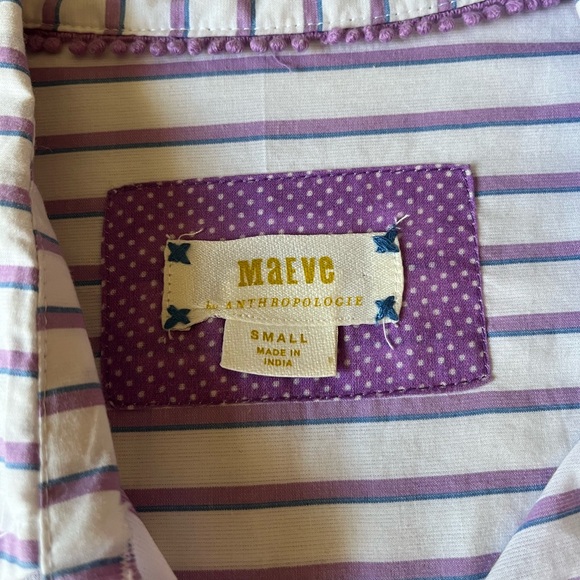 MaEVe
by ANTHROPOLOGIE
SMALL
MADE IN
INDIA